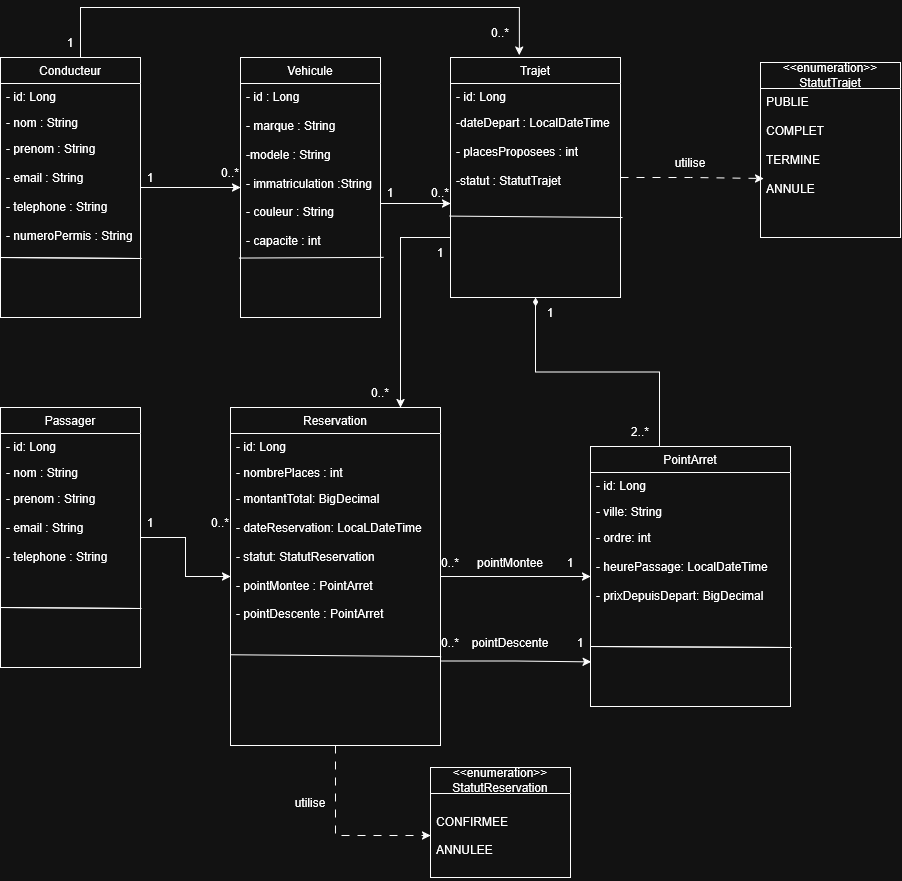 1
0..*
Conducteur
- id: Long
- nom : String
- prenom : String
- email : String
- telephone : String
- numeroPermis : String
1
0..*
Vehicule
- id : Long
- marque : String
-modele : String
- immatriculation :String
- couleur : String
- capacite : int
1
0..*
Trajet
- id: Long
-dateDepart : LocalDateTime
- placesProposees : int
-statut : StatutTrajet
utilise
<<enumeration>>
StatutTrajet
PUBLIE
COMPLET
TERMINE
ANNULE
1
0..*
1
2..*
Passager
- id: Long
- nom : String
- prenom : String
- email : String
- telephone : String
1
0..*
Reservation
- id: Long
- nombrePlaces : int
- montantTotal: BigDecimal
- dateReservation: LocaLDateTime
- statut: StatutReservation
- pointMontee : PointArret
- pointDescente : PointArret
0..*
pointMontee
1
0..*
pointDescente
1
PointArret
- id: Long
- ville: String
- ordre: int
- heurePassage: LocalDateTime
- prixDepuisDepart: BigDecimal
utilise
<<enumeration>>
StatutReservation
CONFIRMEE
ANNULEE